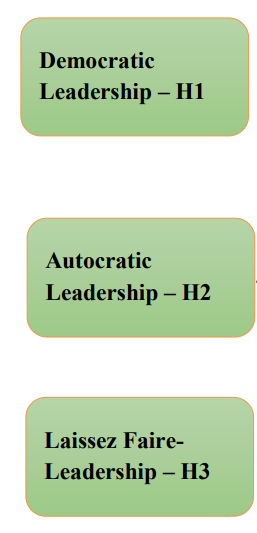 Democratic
Leadership – H1
Autocratic
Leadership – H2
Laissez Faire-
Leadership – H3